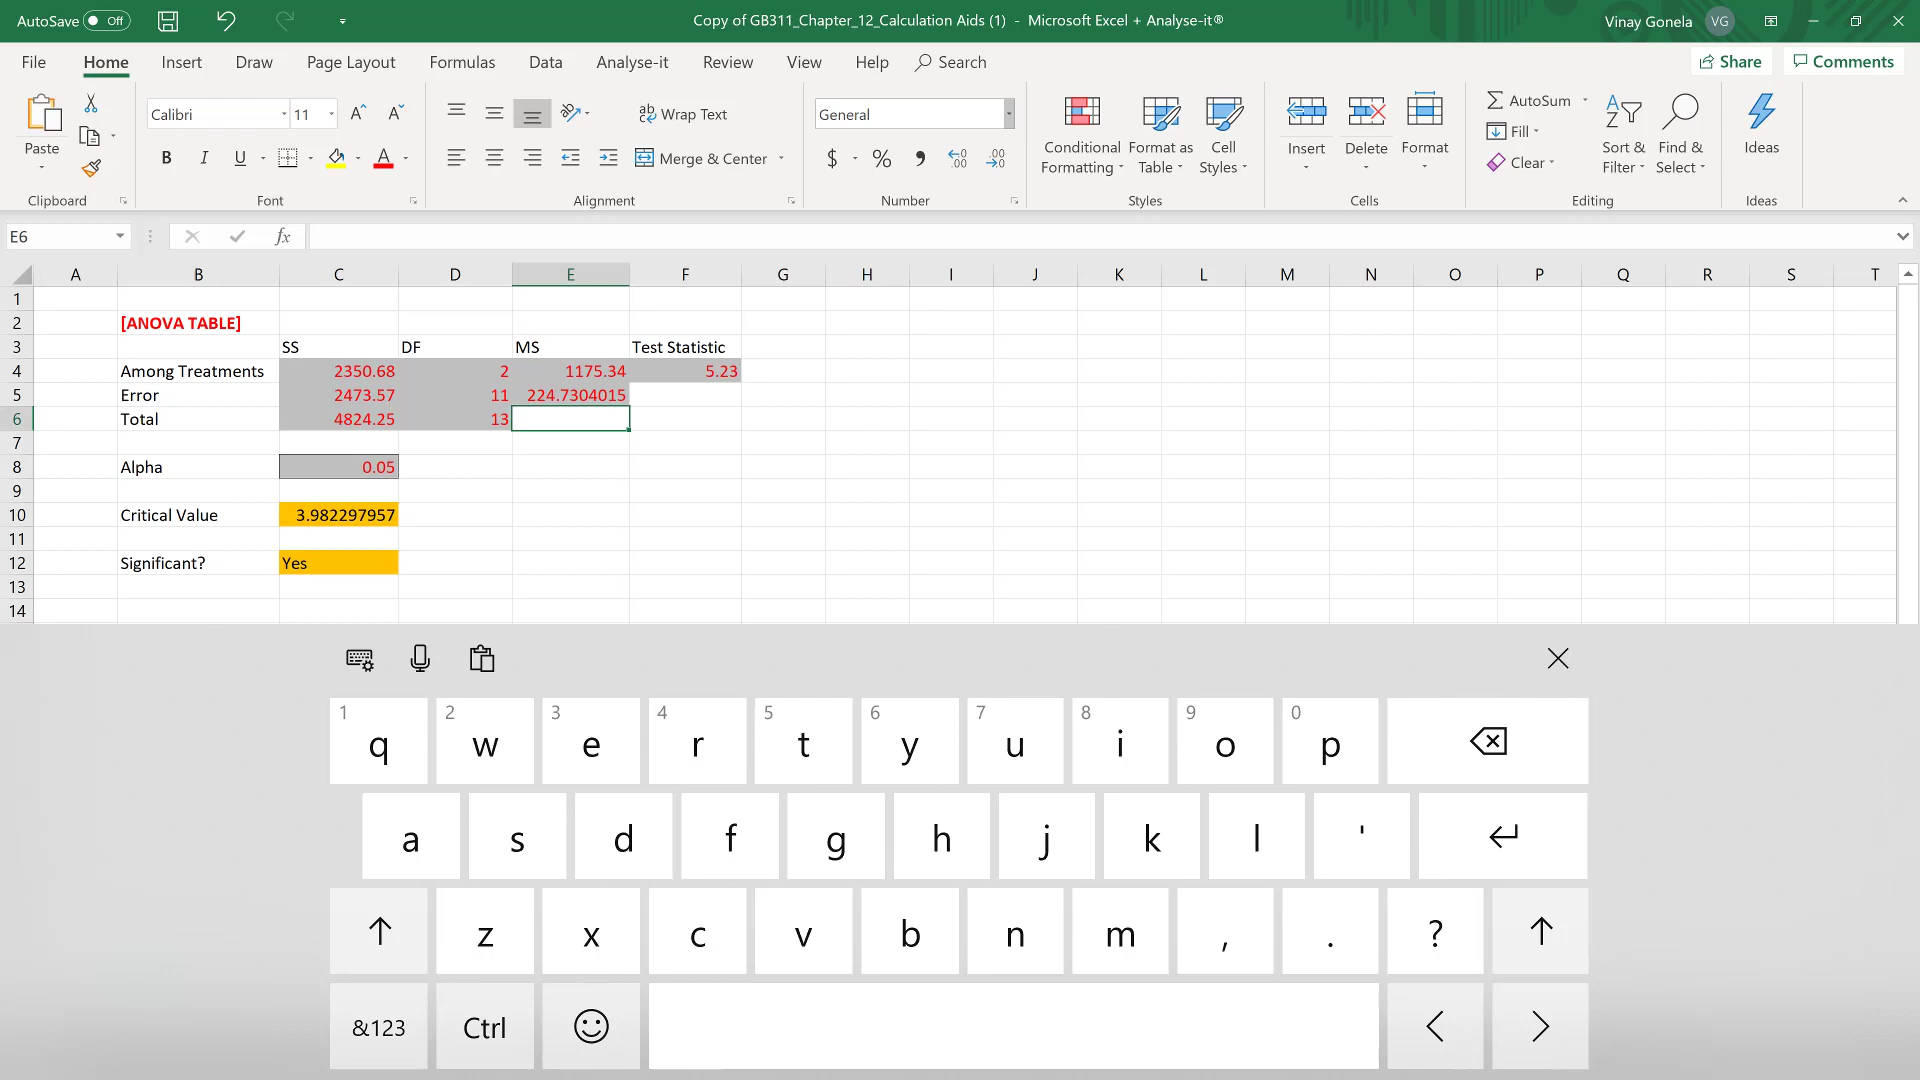 AutoSave Off Copy of GB311_Chapter_12_Calculation Aids (1) - Microsoft Excel + Analyse-it® Vinay Gonela VG
File Home Insert Draw Page Layout Formulas Data Analyse-it Review View Help Search Share Comments
Calibri 11 A^ Aˇ ab Wrap Text General AutoSum
Paste B I U A Merge & Center $ % Conditional Formatting Format as Table Cell Styles Insert Delete Format Fill Clear Sort & Filter Find & Select Ideas
Clipboard Font Alignment Number Styles Cells Editing Ideas
E6 fx
A B C D E F G H I J K L M N O P Q R S T
1
2 [ANOVA TABLE]
3 SS DF MS Test Statistic
4 Among Treatments 2350.68 2 1175.34 5.23
5 Error 2473.57 11 224.7304015
6 Total 4824.25 13
7
8 Alpha 0.05
9
10 Critical Value 3.982297957
11
12 Significant? Yes
13
14
1 2 3 4 5 6 7 8 9 0
q w e r t y u i o p
a s d f g h j k l '
z x c v b n m , . ?
&123 Ctrl